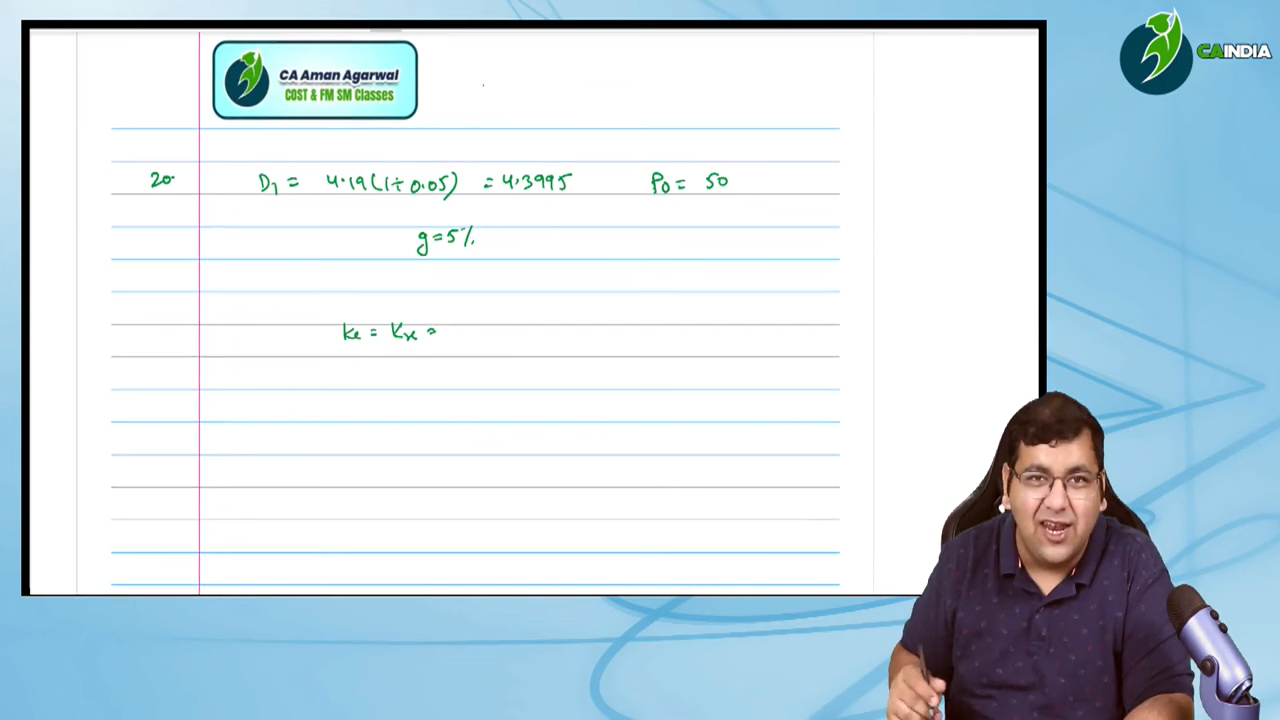 CA Aman Agarwal
COST & FM SM Classes
CAINDIA
20. D₁ = 4.19(1+0.05) = 4.3995 P₀ = 50
g = 5%
Ke = Kr =